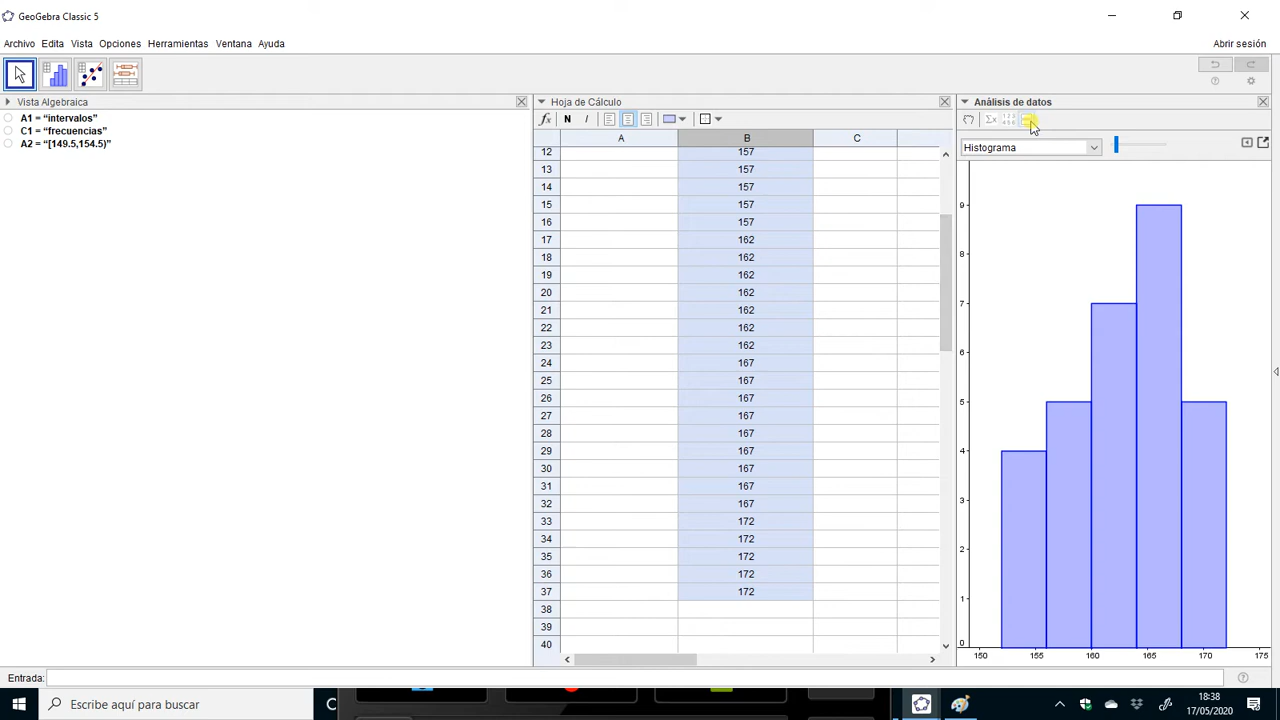 GeoGebra Classic 5
Archivo Edita Vista Opciones Herramientas Ventana Ayuda
Abrir sesión
Vista Algebraica
Hoja de Cálculo
Análisis de datos
A1 = “intervalos”
C1 = “frecuencias”
A2 = “[149.5,154.5)”
N I
Σx
123
456
Histograma
A B C
12 157
13 157
14 157
15 157
16 157
17 162
18 162
19 162
20 162
21 162
22 162
23 162
24 167
25 167
26 167
27 167
28 167
29 167
30 167
31 167
32 167
33 172
34 172
35 172
36 172
37 172
38
39
40
9
8
7
6
5
4
3
2
1
0
150 155 160 165 170 175
Entrada:
Escribe aquí para buscar
18:38
17/05/2020